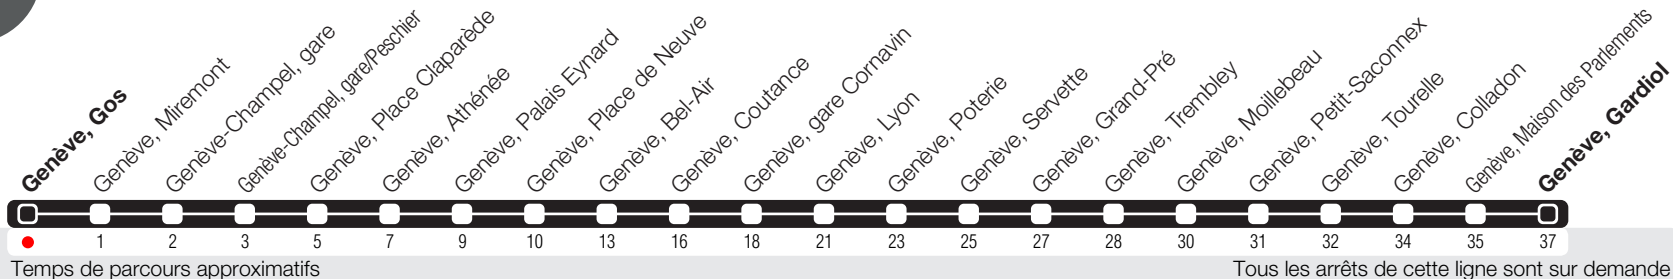 Genève, Gos
Genève, Miremont
Genève-Champel, gare
Genève-Champel, gare/Peschier
Genève, Place Claparède
Genève, Athénée
Genève, Palais Eynard
Genève, Place de Neuve
Genève, Bel-Air
Genève, Coutance
Genève, gare Cornavin
Genève, Lyon
Genève, Poterie
Genève, Servette
Genève, Grand-Pré
Genève, Trembley
Genève, Moillebeau
Genève, Petit-Saconnex
Genève, Tourelle
Genève, Colladon
Genève, Maison des Parlements
Genève, Gardiol
1 2 3 5 7 9 10 13 16 18 21 23 25 27 28 30 31 32 34 35 37
Temps de parcours approximatifs
Tous les arrêts de cette ligne sont sur demande